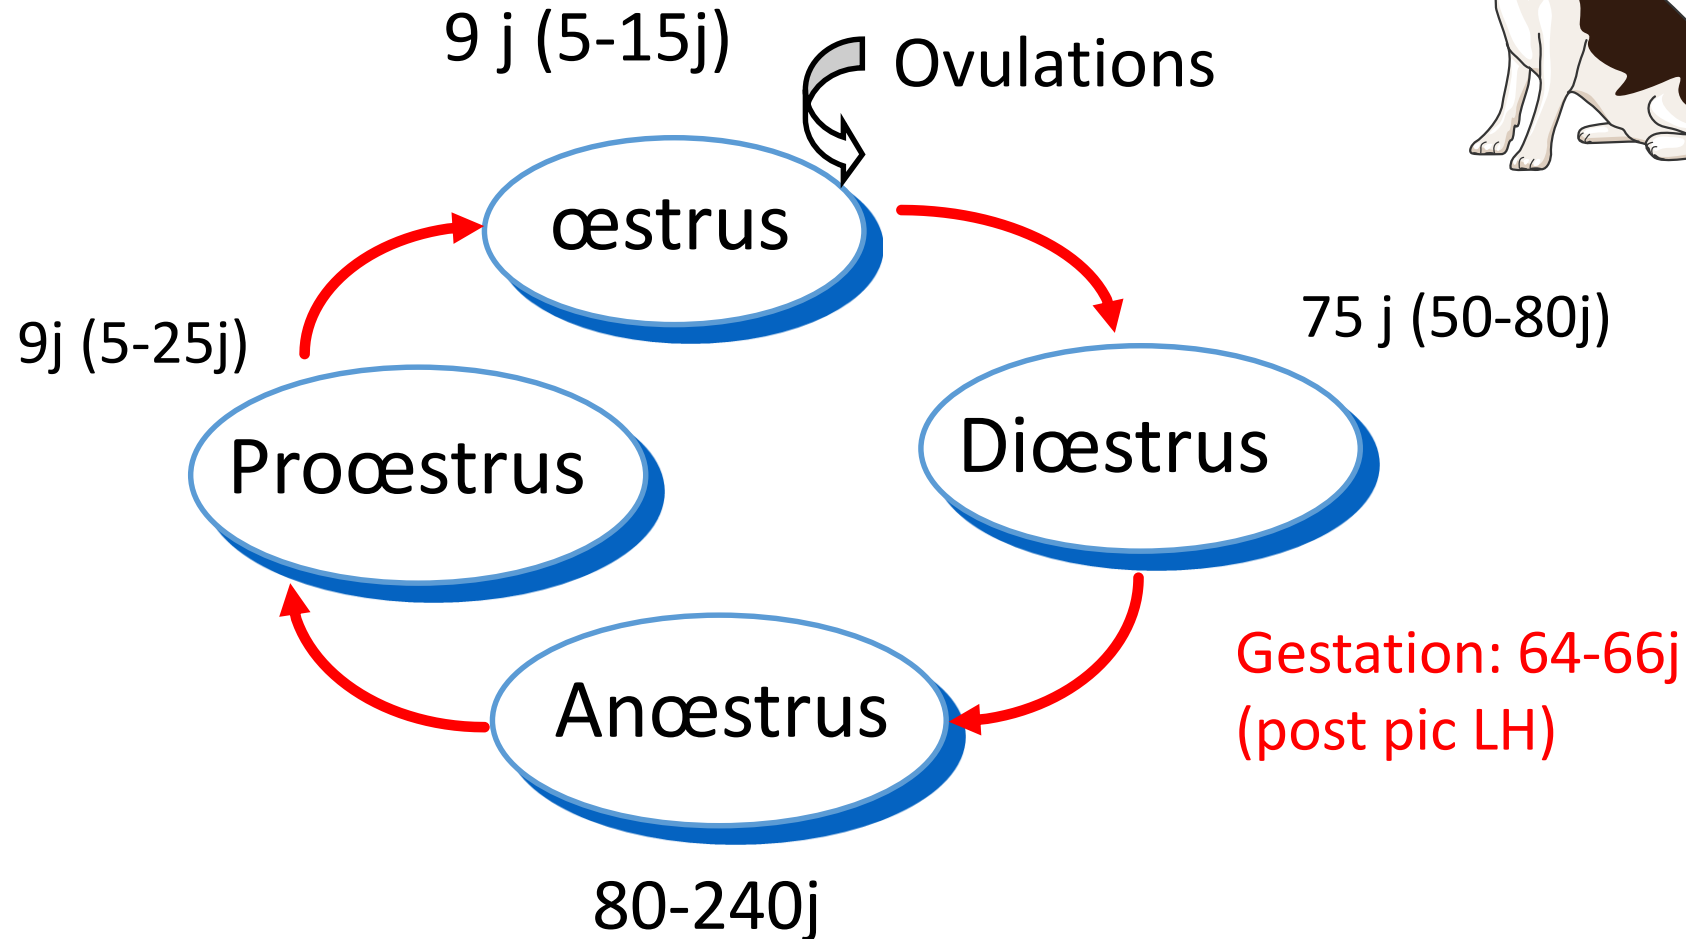 9 j (5-15j)
Ovulations
œstrus
9j (5-25j)
75 j (50-80j)
Proœstrus
Diœstrus
Anœstrus
Gestation: 64-66j
(post pic LH)
80-240j